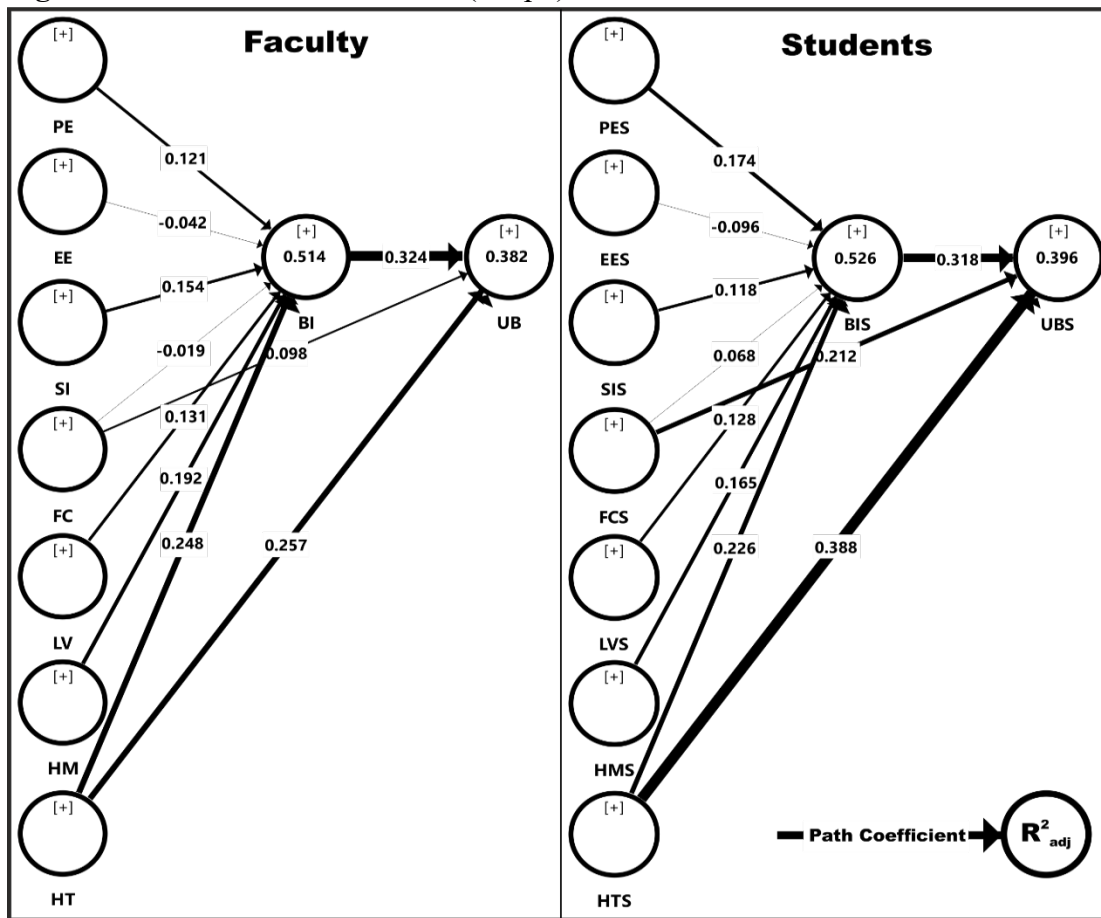 Faculty
[+]
PE
0.121
[+]
EE
-0.042
[+]
0.514
BI
0.324
[+]
0.382
UB
[+]
SI
0.154
-0.019
0.098
[+]
FC
0.131
0.192
[+]
LV
0.248
0.257
[+]
HM
[+]
HT
Students
[+]
PES
0.174
[+]
EES
-0.096
[+]
0.526
BIS
0.318
[+]
0.396
UBS
[+]
SIS
0.118
0.068
0.212
[+]
FCS
0.128
0.165
[+]
LVS
0.226
0.388
[+]
HMS
[+]
HTS
Path Coefficient
R²adj